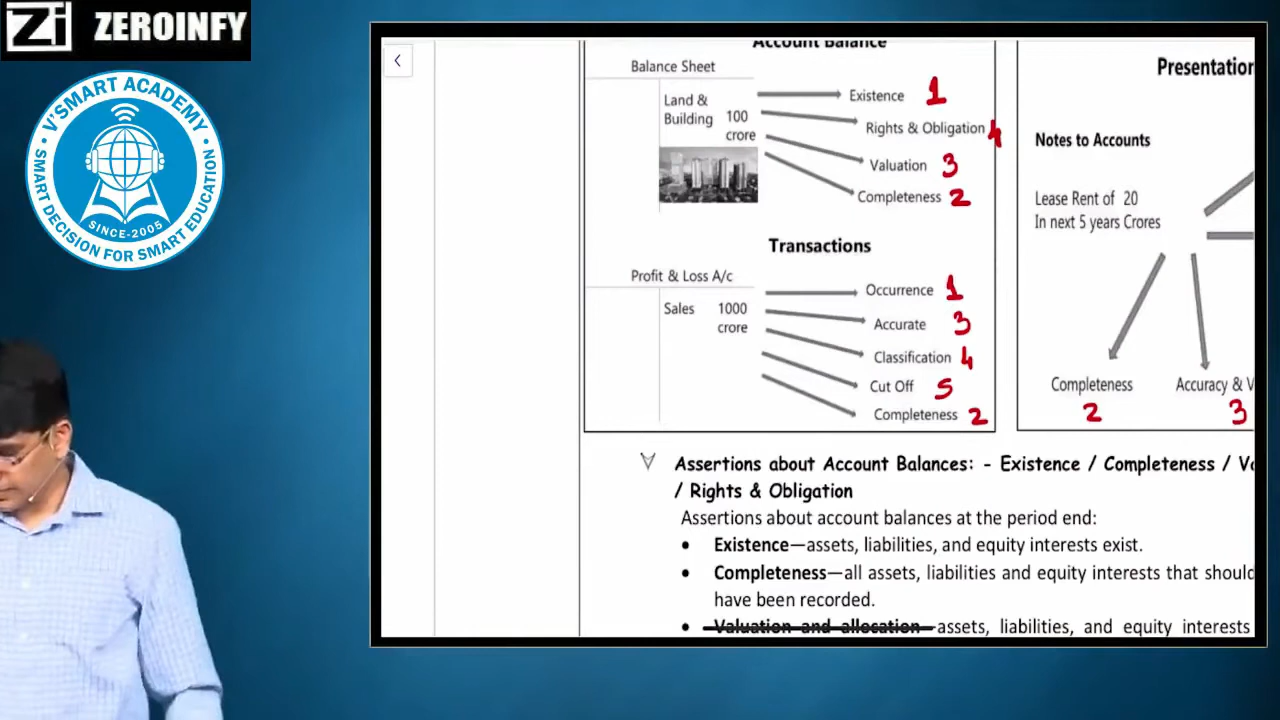 Zi ZEROINFY
V'SMART ACADEMY
SMART DECISION FOR SMART EDUCATION
SINCE-2005
Account Balance
Balance Sheet
Land &
Building 100
crore
Existence 1
Rights & Obligation 4
Valuation 3
Completeness 2
Transactions
Profit & Loss A/c
Sales 1000
crore
Occurrence 1
Accurate 3
Classification 4
Cut Off 5
Completeness 2
Presentation
Notes to Accounts
Lease Rent of 20
In next 5 years Crores
Completeness Accuracy & V
2 3
Assertions about Account Balances: - Existence / Completeness / Va
/ Rights & Obligation
Assertions about account balances at the period end:
• Existence—assets, liabilities, and equity interests exist.
• Completeness—all assets, liabilities and equity interests that should
have been recorded.
• Valuation and allocation—assets, liabilities, and equity interests